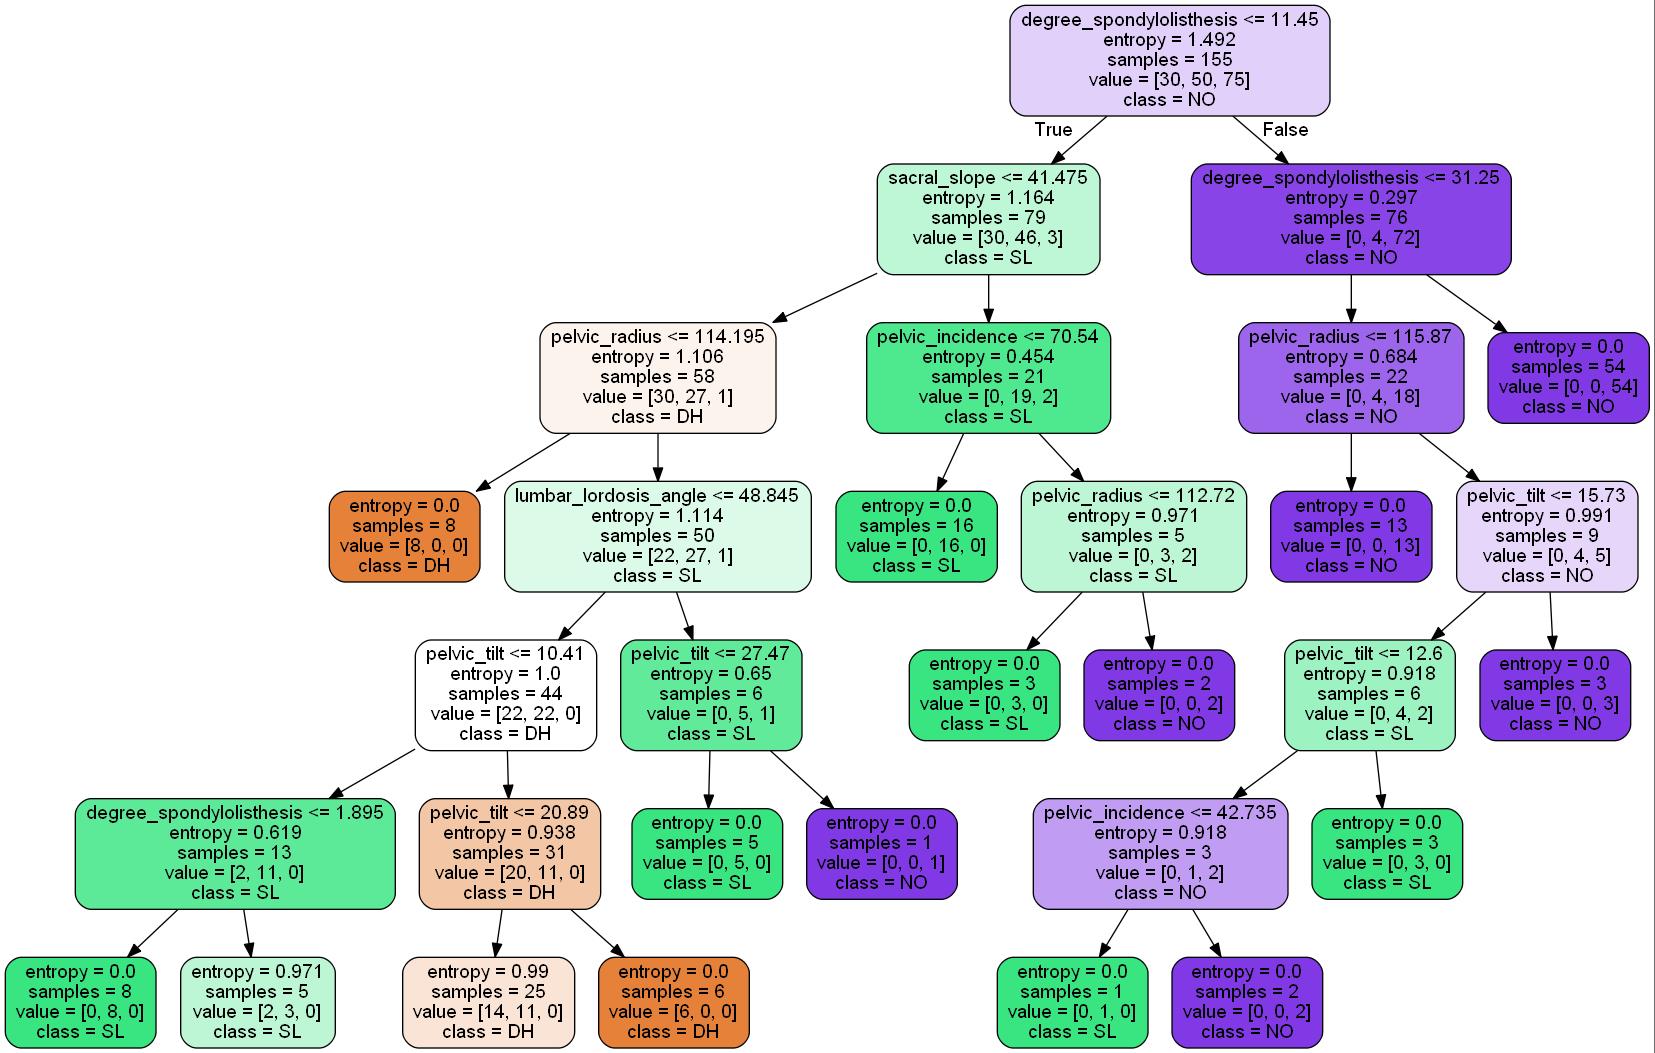 degree_spondylolisthesis <= 11.45
entropy = 1.492
samples = 155
value = [30, 50, 75]
class = NO
True
False
sacral_slope <= 41.475
entropy = 1.164
samples = 79
value = [30, 46, 3]
class = SL
degree_spondylolisthesis <= 31.25
entropy = 0.297
samples = 76
value = [0, 4, 72]
class = NO
pelvic_radius <= 114.195
entropy = 1.106
samples = 58
value = [30, 27, 1]
class = DH
pelvic_incidence <= 70.54
entropy = 0.454
samples = 21
value = [0, 19, 2]
class = SL
pelvic_radius <= 115.87
entropy = 0.684
samples = 22
value = [0, 4, 18]
class = NO
entropy = 0.0
samples = 54
value = [0, 0, 54]
class = NO
entropy = 0.0
samples = 8
value = [8, 0, 0]
class = DH
lumbar_lordosis_angle <= 48.845
entropy = 1.114
samples = 50
value = [22, 27, 1]
class = SL
entropy = 0.0
samples = 16
value = [0, 16, 0]
class = SL
pelvic_radius <= 112.72
entropy = 0.971
samples = 5
value = [0, 3, 2]
class = SL
entropy = 0.0
samples = 13
value = [0, 0, 13]
class = NO
pelvic_tilt <= 15.73
entropy = 0.991
samples = 9
value = [0, 4, 5]
class = NO
pelvic_tilt <= 10.41
entropy = 1.0
samples = 44
value = [22, 22, 0]
class = DH
pelvic_tilt <= 27.47
entropy = 0.65
samples = 6
value = [0, 5, 1]
class = SL
entropy = 0.0
samples = 3
value = [0, 3, 0]
class = SL
entropy = 0.0
samples = 2
value = [0, 0, 2]
class = NO
pelvic_tilt <= 12.6
entropy = 0.918
samples = 6
value = [0, 4, 2]
class = SL
entropy = 0.0
samples = 3
value = [0, 0, 3]
class = NO
degree_spondylolisthesis <= 1.895
entropy = 0.619
samples = 13
value = [2, 11, 0]
class = SL
pelvic_tilt <= 20.89
entropy = 0.938
samples = 31
value = [20, 11, 0]
class = DH
entropy = 0.0
samples = 5
value = [0, 5, 0]
class = SL
entropy = 0.0
samples = 1
value = [0, 0, 1]
class = NO
pelvic_incidence <= 42.735
entropy = 0.918
samples = 3
value = [0, 1, 2]
class = NO
entropy = 0.0
samples = 3
value = [0, 3, 0]
class = SL
entropy = 0.0
samples = 8
value = [0, 8, 0]
class = SL
entropy = 0.971
samples = 5
value = [2, 3, 0]
class = SL
entropy = 0.99
samples = 25
value = [14, 11, 0]
class = DH
entropy = 0.0
samples = 6
value = [6, 0, 0]
class = DH
entropy = 0.0
samples = 1
value = [0, 1, 0]
class = SL
entropy = 0.0
samples = 2
value = [0, 0, 2]
class = NO